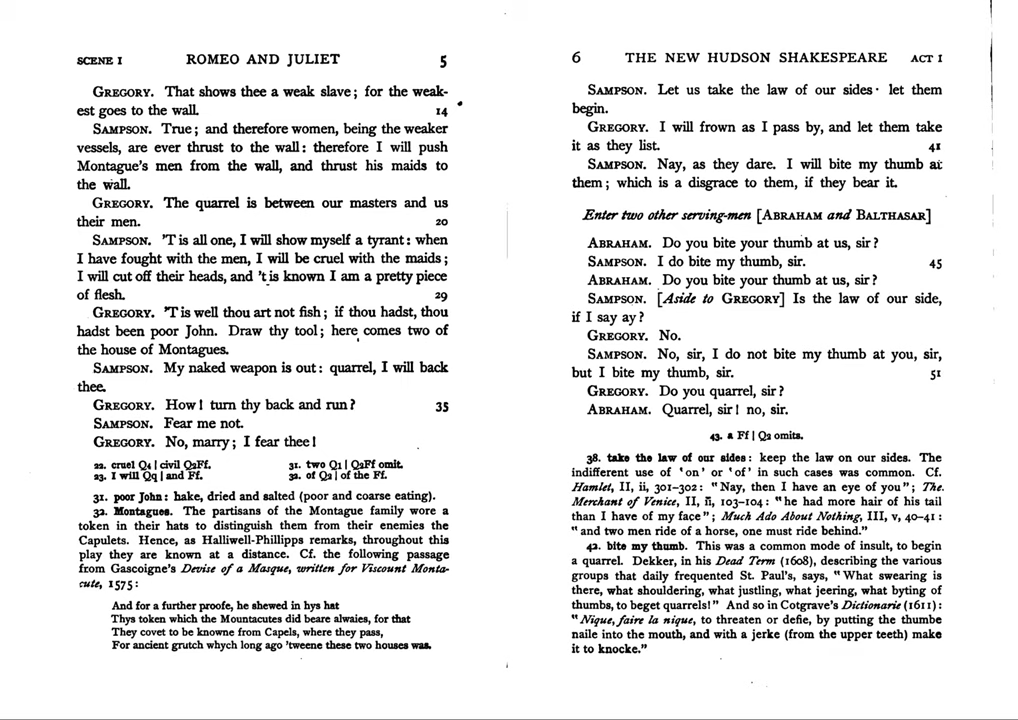 SCENE I ROMEO AND JULIET 5
GREGORY. That shows thee a weak slave; for the weak-
est goes to the wall. 14
SAMPSON. True; and therefore women, being the weaker
vessels, are ever thrust to the wall: therefore I will push
Montague's men from the wall, and thrust his maids to
the wall.
GREGORY. The quarrel is between our masters and us
their men. 20
SAMPSON. 'T is all one, I will show myself a tyrant: when
I have fought with the men, I will be cruel with the maids;
I will cut off their heads, and 't is known I am a pretty piece
of flesh. 29
GREGORY. 'T is well thou art not fish; if thou hadst, thou
hadst been poor John. Draw thy tool; here comes two of
the house of Montagues.
SAMPSON. My naked weapon is out: quarrel, I will back
thee.
GREGORY. How! turn thy back and run? 35
SAMPSON. Fear me not.
GREGORY. No, marry; I fear thee!
22. cruel Q4 | civil Q2Ff. 31. two Q1 | Q2Ff omit.
23. I will Qq | and Ff. 32. of Q2 | of the Ff.
31. poor John: hake, dried and salted (poor and coarse eating).
32. Montagues. The partisans of the Montague family wore a
token in their hats to distinguish them from their enemies the
Capulets. Hence, as Halliwell-Phillipps remarks, throughout this
play they are known at a distance. Cf. the following passage
from Gascoigne's Devise of a Masque, written for Viscount Monta-
cute, 1575:
And for a further proofe, he shewed in hys hat
Thys token which the Mountacutes did beare alwaies, for that
They covet to be knowne from Capels, where they pass,
For ancient grutch whych long ago 'tweene these two houses was.
6 THE NEW HUDSON SHAKESPEARE ACT I
SAMPSON. Let us take the law of our sides· let them
begin.
GREGORY. I will frown as I pass by, and let them take
it as they list. 41
SAMPSON. Nay, as they dare. I will bite my thumb at
them; which is a disgrace to them, if they bear it.
Enter two other serving-men [ABRAHAM and BALTHASAR]
ABRAHAM. Do you bite your thumb at us, sir?
SAMPSON. I do bite my thumb, sir. 45
ABRAHAM. Do you bite your thumb at us, sir?
SAMPSON. [Aside to GREGORY] Is the law of our side,
if I say ay?
GREGORY. No.
SAMPSON. No, sir, I do not bite my thumb at you, sir,
but I bite my thumb, sir. 51
GREGORY. Do you quarrel, sir?
ABRAHAM. Quarrel, sir! no, sir.
43. a Ff | Q2 omits.
38. take the law of our sides: keep the law on our sides. The
indifferent use of 'on' or 'of' in such cases was common. Cf.
Hamlet, II, ii, 301-302: "Nay, then I have an eye of you"; The.
Merchant of Venice, II, ii, 103-104: "he had more hair of his tail
than I have of my face"; Much Ado About Nothing, III, v, 40-41:
"and two men ride of a horse, one must ride behind."
42. bite my thumb. This was a common mode of insult, to begin
a quarrel. Dekker, in his Dead Term (1608), describing the various
groups that daily frequented St. Paul's, says, "What swearing is
there, what shouldering, what justling, what jeering, what byting of
thumbs, to beget quarrels!" And so in Cotgrave's Dictionarie (1611):
"Nique, faire la nique, to threaten or defie, by putting the thumbe
naile into the mouth, and with a jerke (from the upper teeth) make
it to knocke."